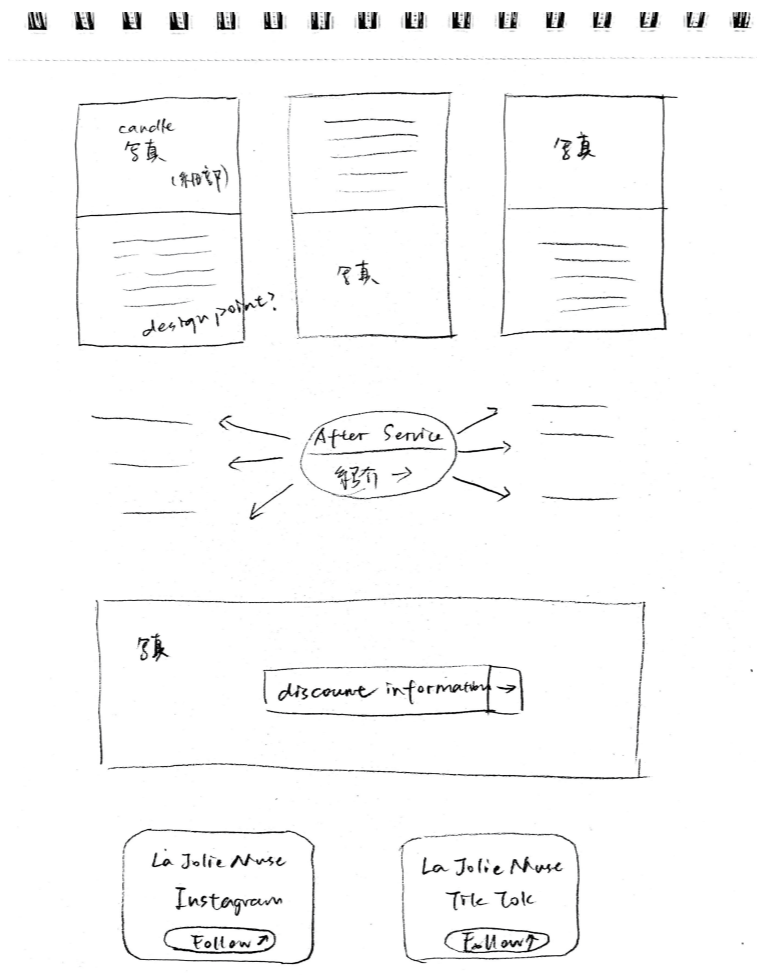 candle
写真
(細部)
design point?
写真
写真
After Service
紹介 →
写真
discount information →
La Jolie Muse
Instagram
Follow ↗
La Jolie Muse
Tik Tok
Follow ↗